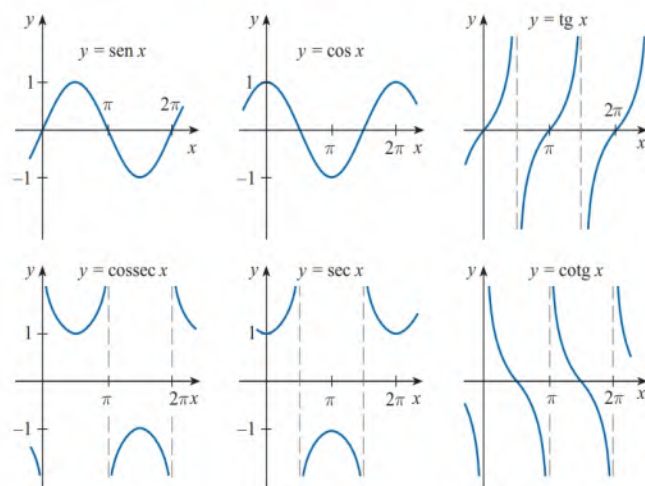 y
y = sen x
1
π
2π
x
−1
y
y = cos x
1
π
2π
x
−1
y
y = tg x
π
2π
x
y
y = cossec x
1
π
2π
x
−1
y
y = sec x
1
π
2π
x
−1
y
y = cotg x
π
2π
x